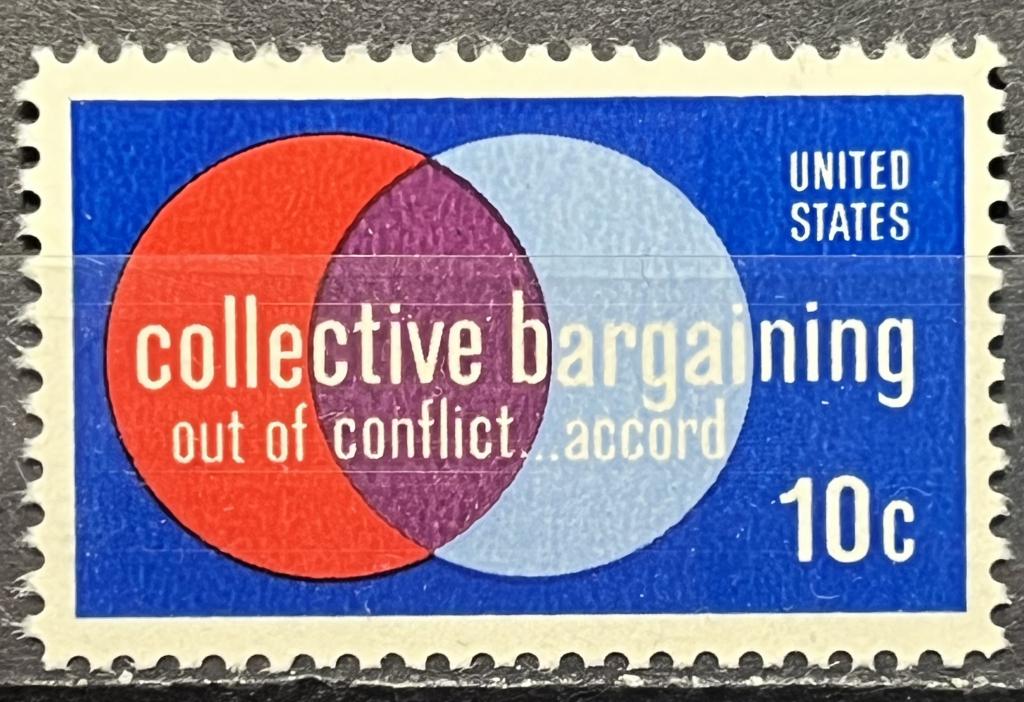 UNITED
STATES
collective bargaining
out of conflict...accord
10c